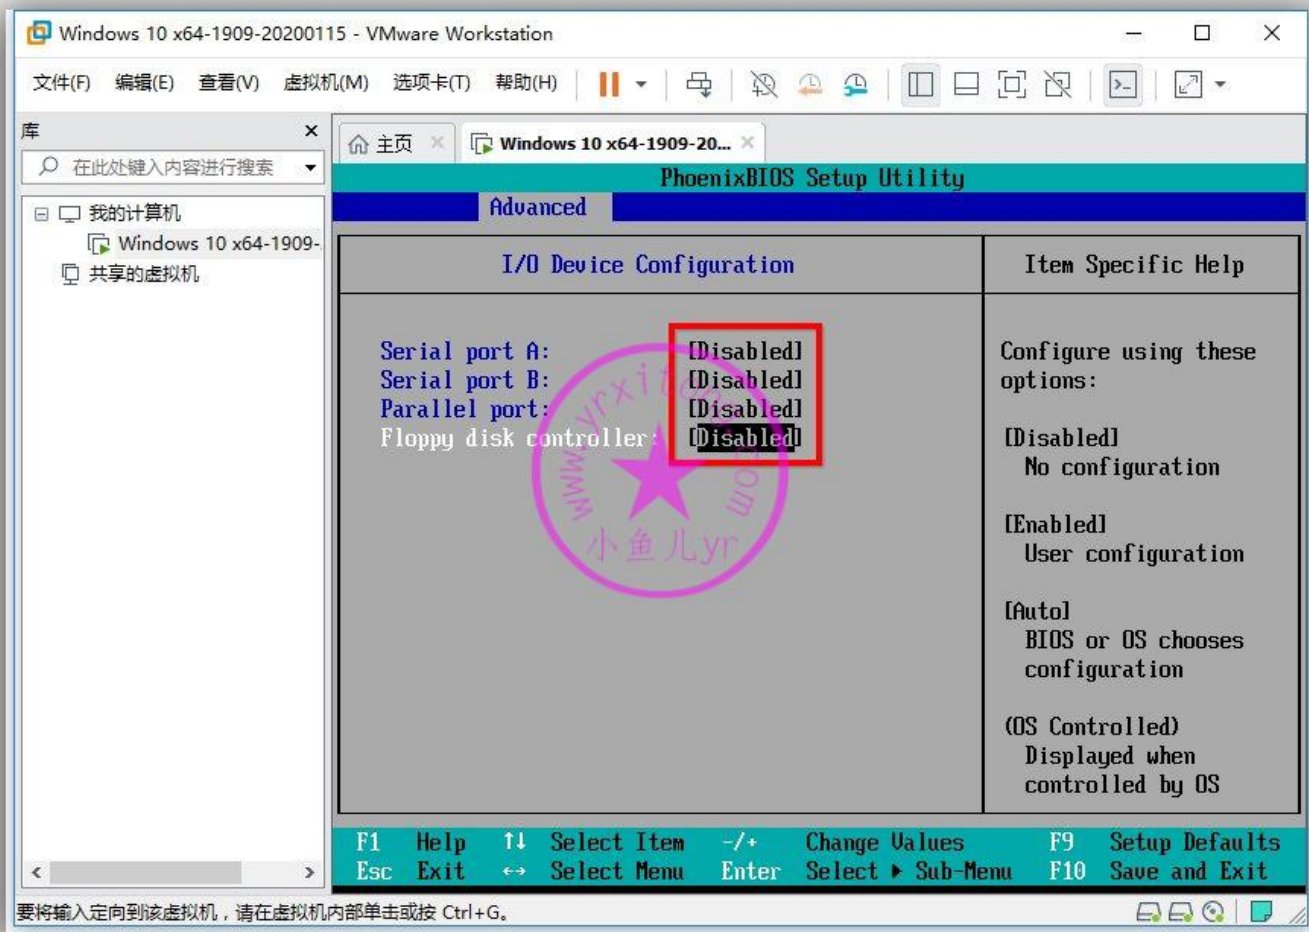 Windows 10 x64-1909-20200115 - VMware Workstation
文件(F) 编辑(E) 查看(V) 虚拟机(M) 选项卡(T) 帮助(H)
库
在此处键入内容进行搜索
我的计算机
Windows 10 x64-1909-
共享的虚拟机
主页
Windows 10 x64-1909-20...
PhoenixBIOS Setup Utility
Advanced
I/O Device Configuration
Item Specific Help
Serial port A: [Disabled]
Serial port B: [Disabled]
Parallel port: [Disabled]
Floppy disk controller: [Disabled]
Configure using these
options:
[Disabled]
No configuration
[Enabled]
User configuration
[Auto]
BIOS or OS chooses
configuration
(OS Controlled)
Displayed when
controlled by OS
www.yrxitong.com
小鱼儿yr
F1 Help ↑↓ Select Item -/+ Change Values F9 Setup Defaults
Esc Exit ↔ Select Menu Enter Select ▶ Sub-Menu F10 Save and Exit
要将输入定向到该虚拟机，请在虚拟机内部单击或按 Ctrl+G。